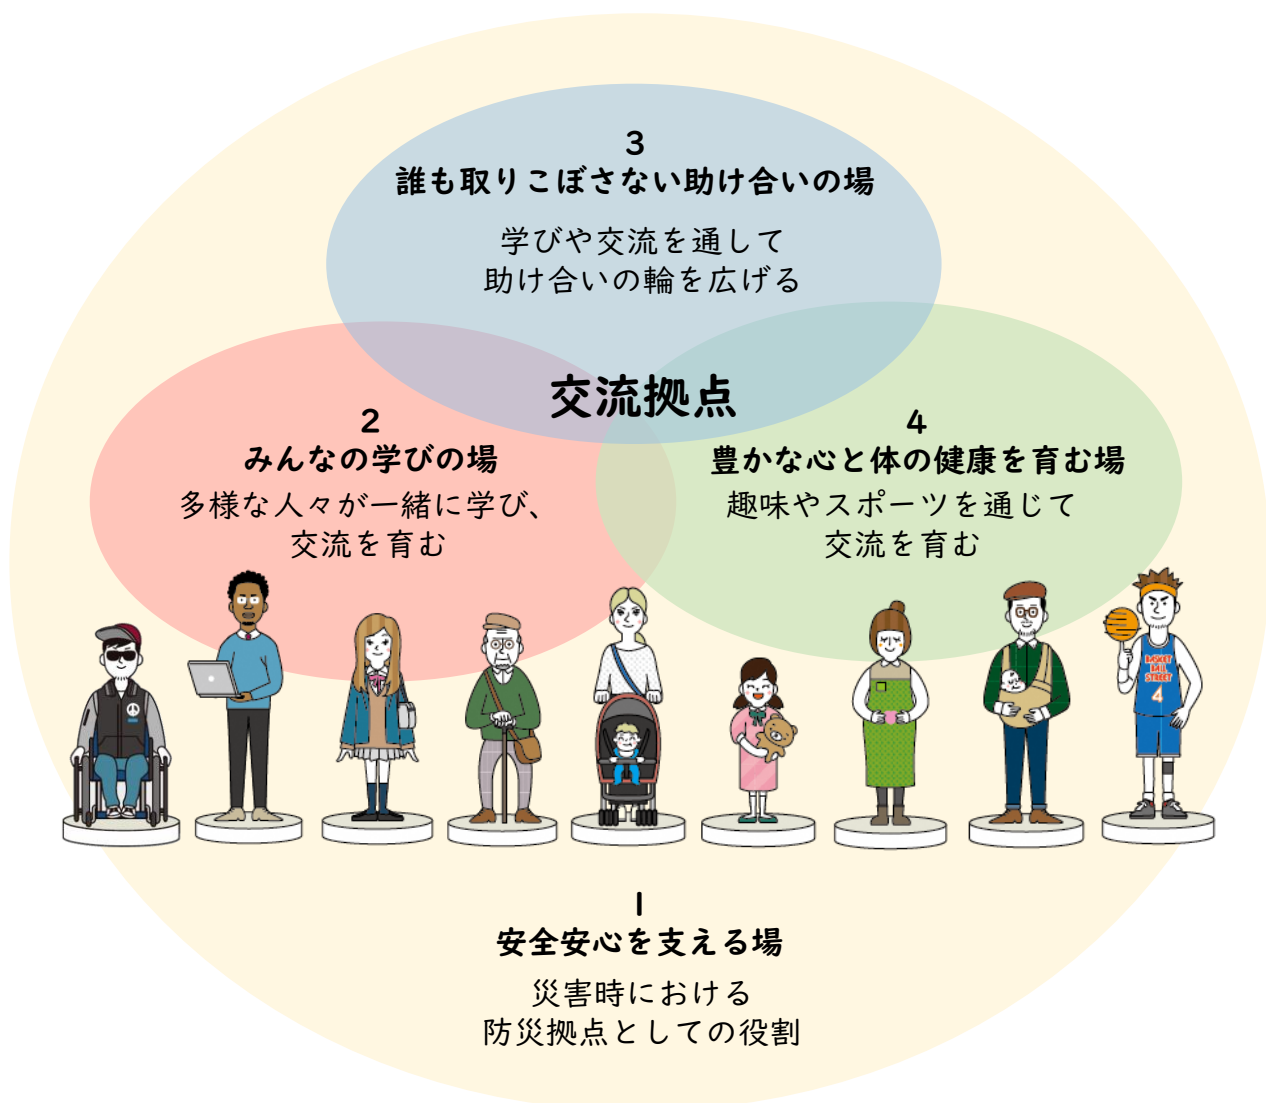 3
誰も取りこぼさない助け合いの場
学びや交流を通して
助け合いの輪を広げる
交流拠点
2
みんなの学びの場
多様な人々が一緒に学び、
交流を育む
4
豊かな心と体の健康を育む場
趣味やスポーツを通じて
交流を育む
BASKET
BALL
STREET
4
1
安全安心を支える場
災害時における
防災拠点としての役割